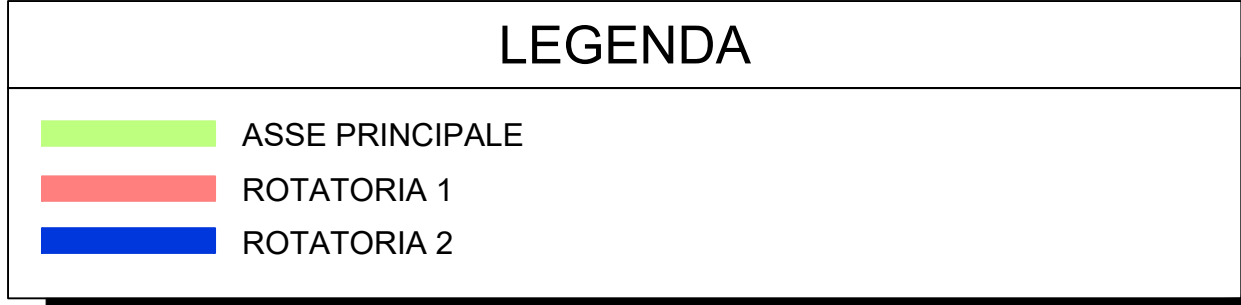 LEGENDA
ASSE PRINCIPALE
ROTATORIA 1
ROTATORIA 2